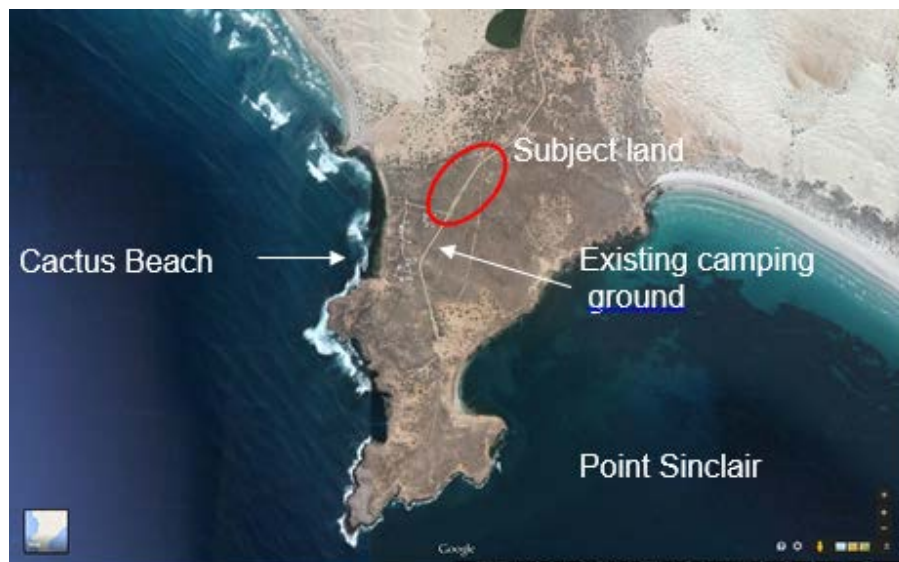 Subject land
Cactus Beach
Existing camping
ground
Point Sinclair
Google